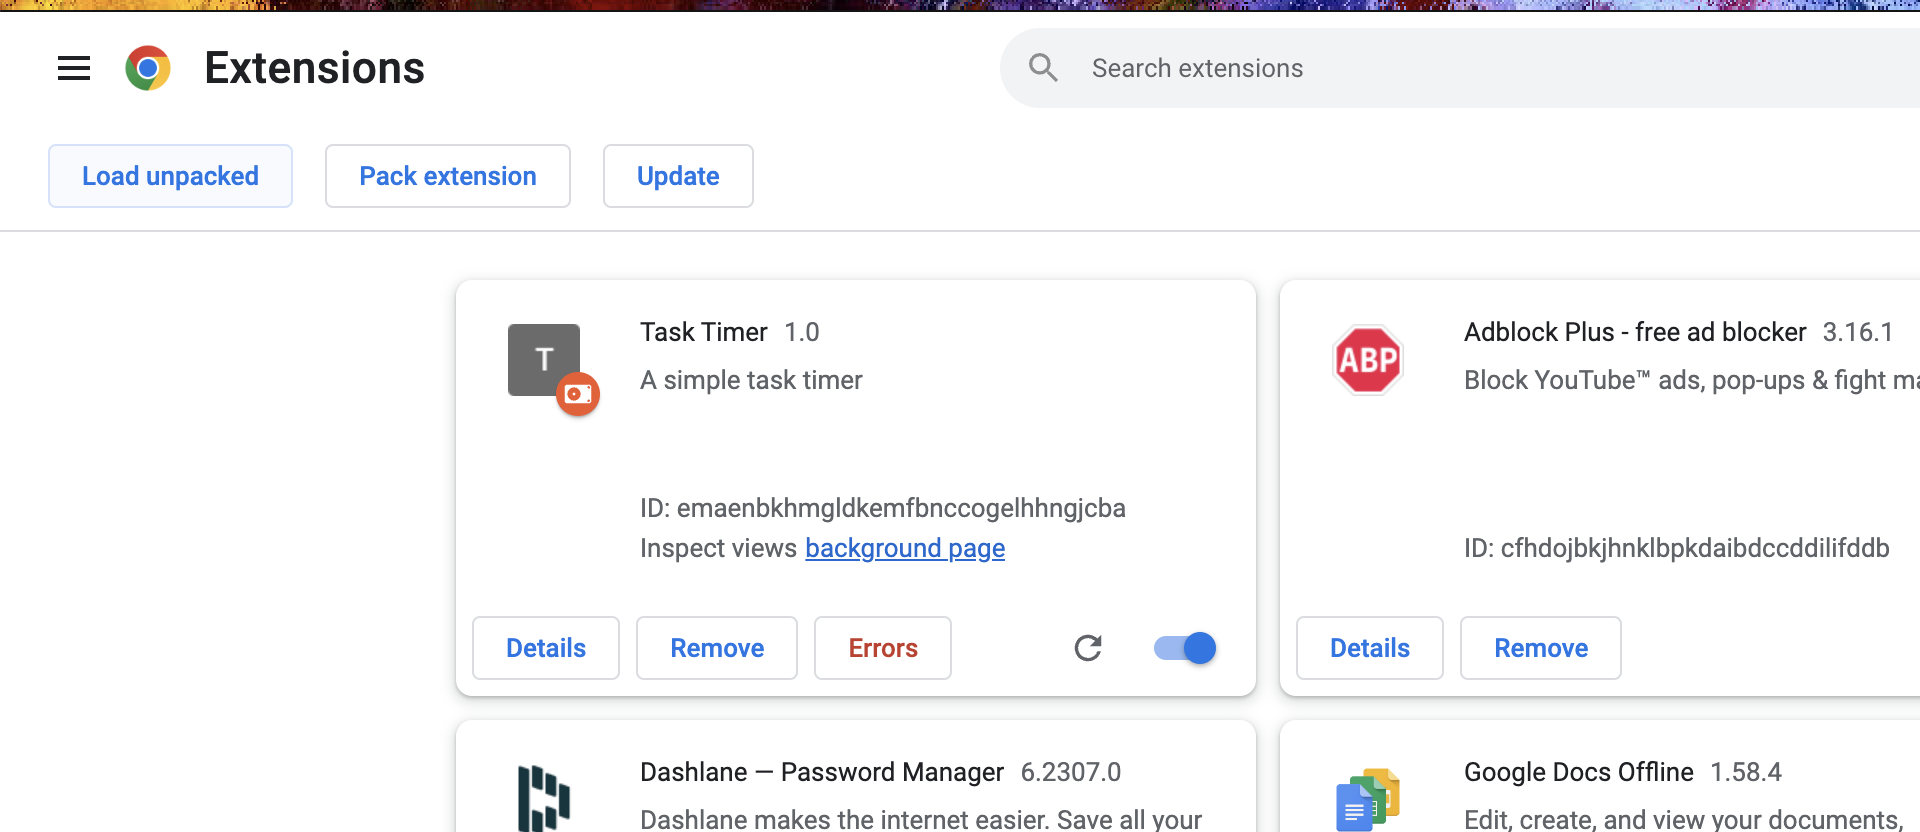 Extensions
Search extensions
Load unpacked
Pack extension
Update
T
Task Timer 1.0
A simple task timer
ID: emaenbkhmgldkemfbnccogelhhngjcba
Inspect views background page
Details
Remove
Errors
ABP
Adblock Plus - free ad blocker 3.16.1
Block YouTube™ ads, pop-ups & fight ma
ID: cfhdojbkjhnklbpkdaibdccddilifddb
Details
Remove
Dashlane — Password Manager 6.2307.0
Dashlane makes the internet easier. Save all your
Google Docs Offline 1.58.4
Edit, create, and view your documents,